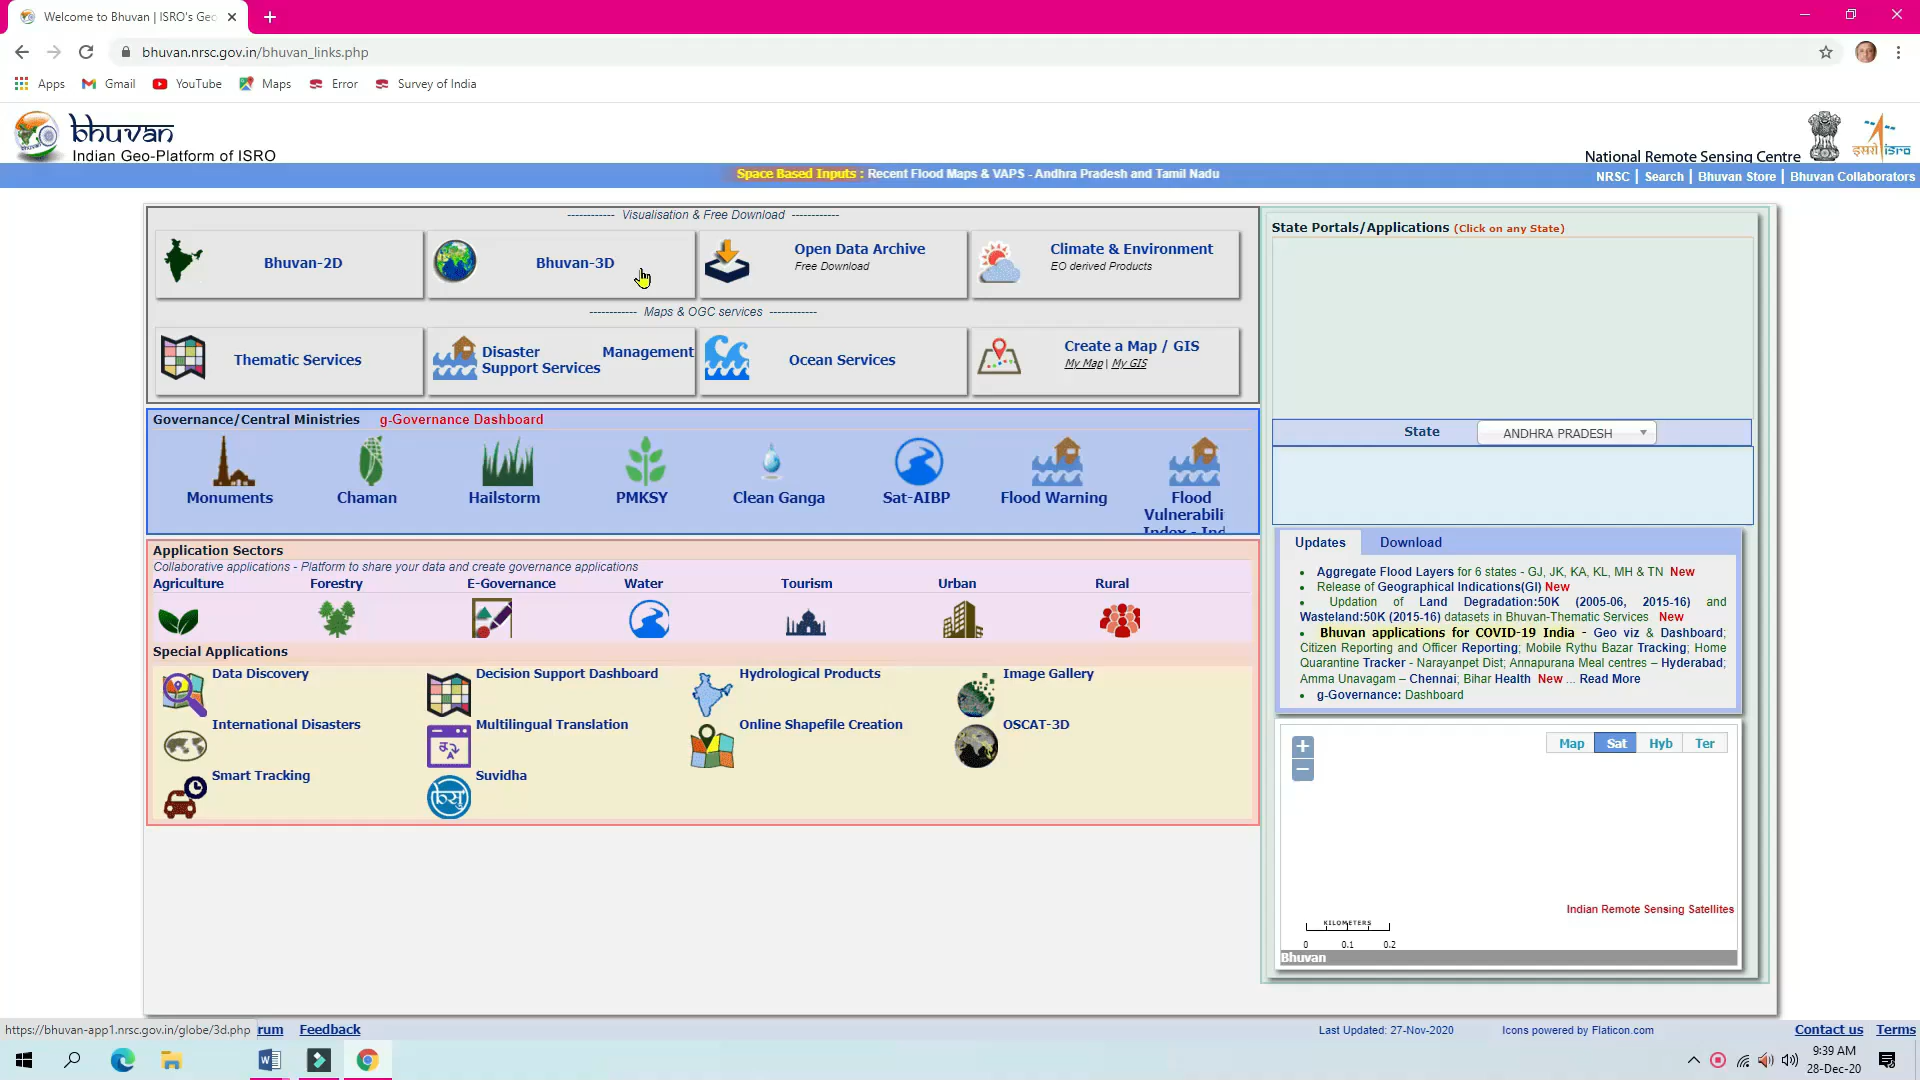 Welcome to Bhuvan | ISRO's Geo
bhuvan.nrsc.gov.in/bhuvan_links.php
Apps
Gmail
YouTube
Maps
Error
Survey of India
bhuvan
Indian Geo-Platform of ISRO
National Remote Sensing Centre
इसरो isro
Space Based Inputs : Recent Flood Maps & VAPS - Andhra Pradesh and Tamil Nadu
NRSC | Search | Bhuvan Store | Bhuvan Collaborators
------------ Visualisation & Free Download ------------
Bhuvan-2D
Bhuvan-3D
Open Data Archive
Free Download
Climate & Environment
EO derived Products
------------ Maps & OGC services ------------
Thematic Services
Disaster Management
Support Services
Ocean Services
Create a Map / GIS
My Map | My GIS
Governance/Central Ministries g-Governance Dashboard
Monuments
Chaman
Hailstorm
PMKSY
Clean Ganga
Sat-AIBP
Flood Warning
Flood
Vulnerabili
Index - Ind
Application Sectors
Collaborative applications - Platform to share your data and create governance applications
Agriculture
Forestry
E-Governance
Water
Tourism
Urban
Rural
Special Applications
Data Discovery
Decision Support Dashboard
Hydrological Products
Image Gallery
International Disasters
Multilingual Translation
Online Shapefile Creation
OSCAT-3D
Smart Tracking
Suvidha
State Portals/Applications (Click on any State)
State
ANDHRA PRADESH
Updates
Download
Aggregate Flood Layers for 6 states - GJ, JK, KA, KL, MH & TN New
Release of Geographical Indications(GI) New
Updation of Land Degradation:50K (2005-06, 2015-16) and
Wasteland:50K (2015-16) datasets in Bhuvan-Thematic Services New
Bhuvan applications for COVID-19 India - Geo viz & Dashboard;
Citizen Reporting and Officer Reporting; Mobile Rythu Bazar Tracking; Home
Quarantine Tracker - Narayanpet Dist; Annapurana Meal centres – Hyderabad;
Amma Unavagam – Chennai; Bihar Health New ... Read More
g-Governance: Dashboard
+
−
Map
Sat
Hyb
Ter
Indian Remote Sensing Satellites
KILOMETERS
0 0.1 0.2
Bhuvan
https://bhuvan-app1.nrsc.gov.in/globe/3d.php
rum
Feedback
Last Updated: 27-Nov-2020
Icons powered by Flaticon.com
Contact us
Terms
9:39 AM
28-Dec-20